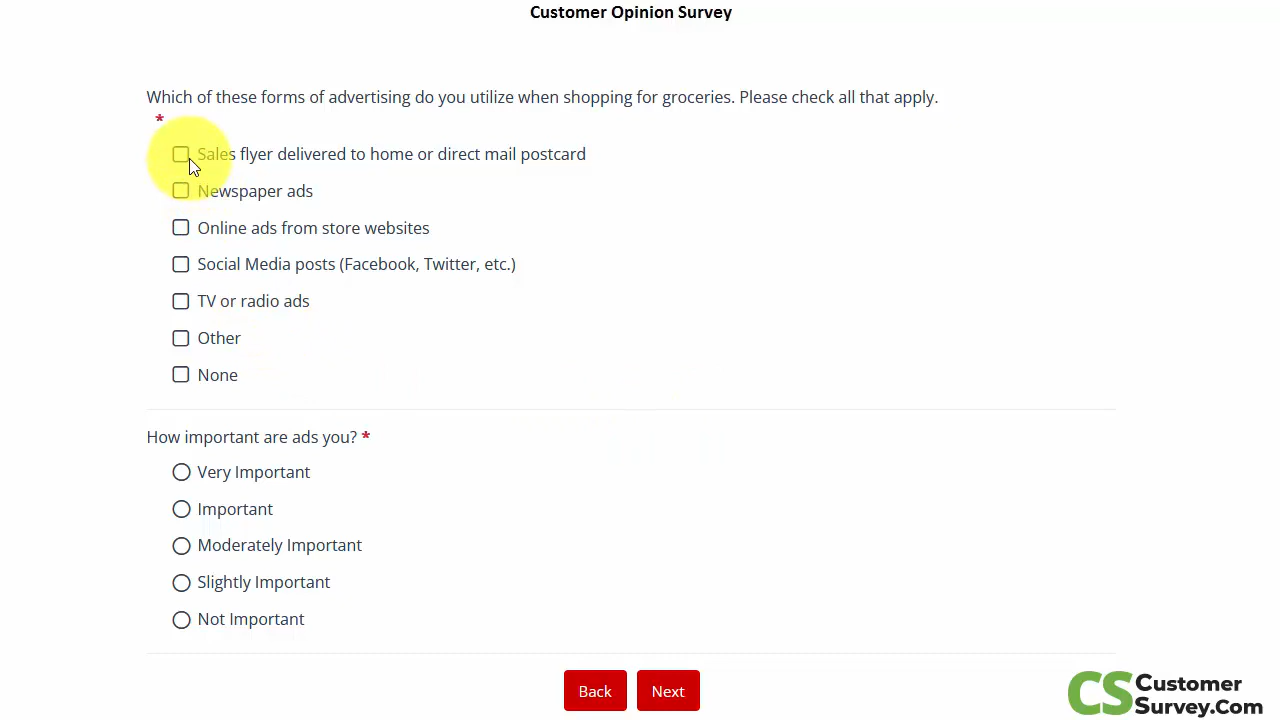 Customer Opinion Survey
Which of these forms of advertising do you utilize when shopping for groceries. Please check all that apply.
*
Sales flyer delivered to home or direct mail postcard
Newspaper ads
Online ads from store websites
Social Media posts (Facebook, Twitter, etc.)
TV or radio ads
Other
None
How important are ads you? *
Very Important
Important
Moderately Important
Slightly Important
Not Important
Back Next
CS Customer
Survey.Com